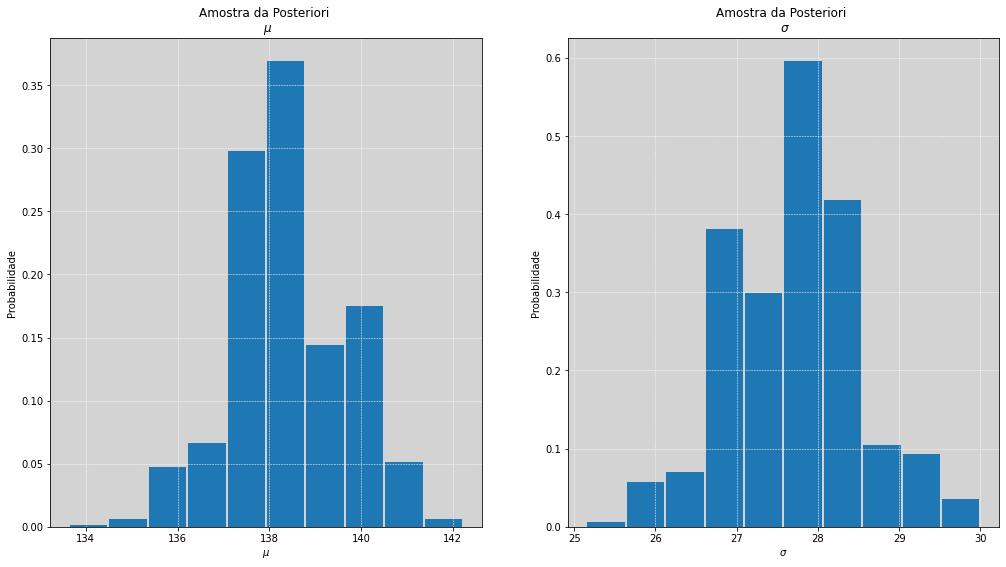 Amostra da Posteriori
μ
Probabilidade
0.35
0.30
0.25
0.20
0.15
0.10
0.05
0.00
134 136 138 140 142
μ
Amostra da Posteriori
σ
Probabilidade
0.6
0.5
0.4
0.3
0.2
0.1
0.0
25 26 27 28 29 30
σ